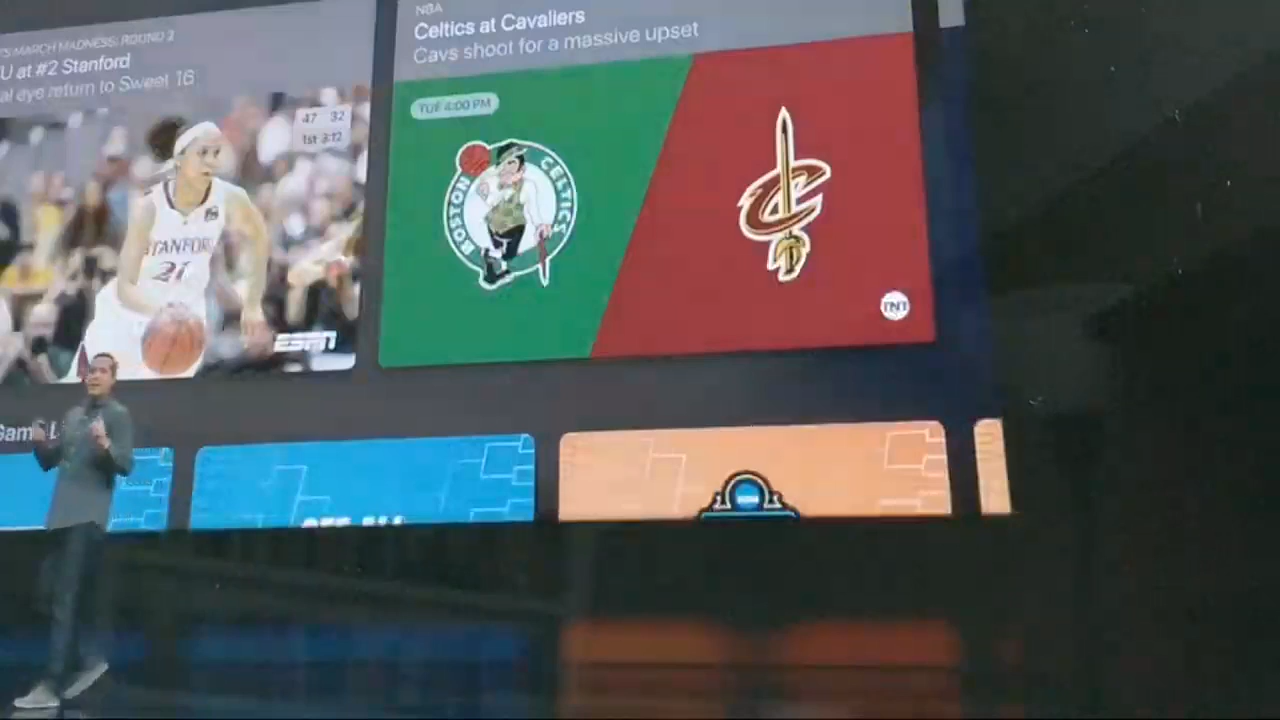 'S MARCH MADNESS: ROUND 2
U at #2 Stanford
al eye return to Sweet 16
47 32
1st 3:12
STANFORD
21
ESPN
NBA
Celtics at Cavaliers
Cavs shoot for a massive upset
TUE 4:00 PM
BOSTON CELTICS
C
TNT
Game L